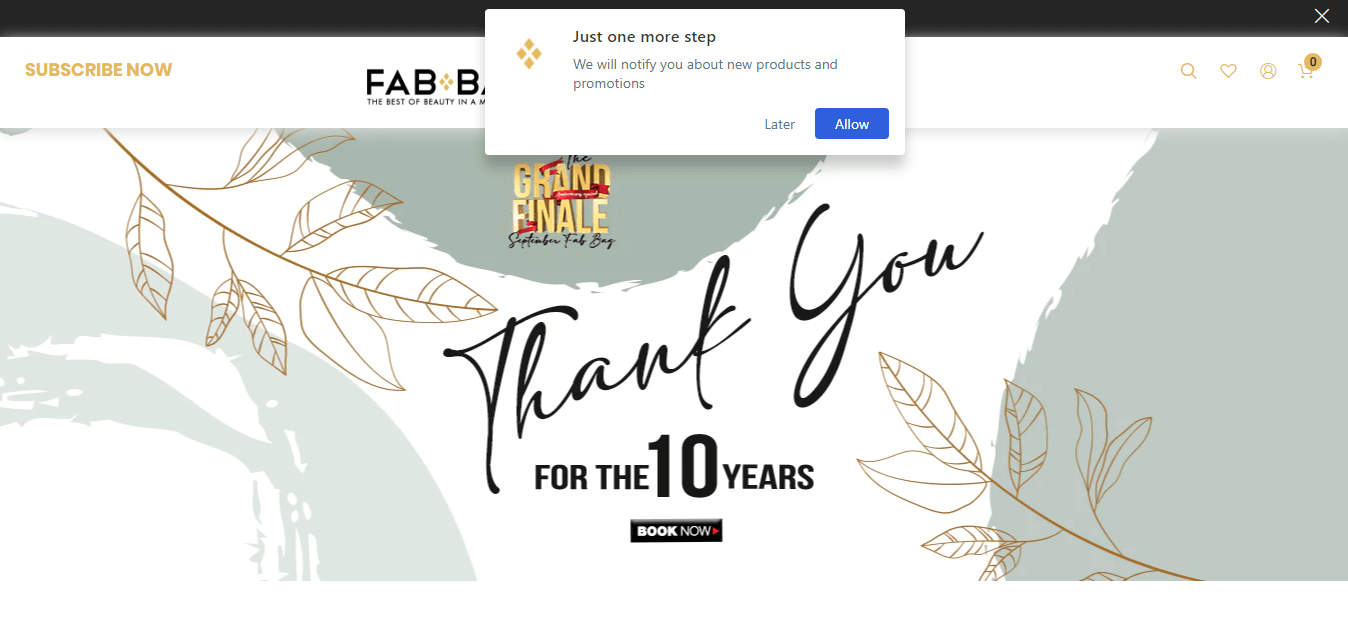 Just one more step
We will notify you about new products and
promotions
Later
Allow
SUBSCRIBE NOW
FAB BA
THE BEST OF BEAUTY IN A M
0
The
GRAND
FINALE
September Fab Bag
Thank You
FOR THE 10 YEARS
BOOK NOW